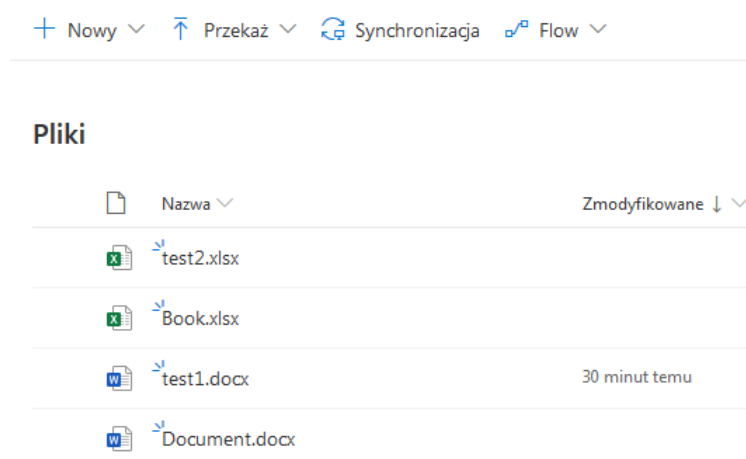 Nowy Przekaż Synchronizacja Flow
Pliki
Nazwa Zmodyfikowane
test2.xlsx
Book.xlsx
test1.docx 30 minut temu
Document.docx